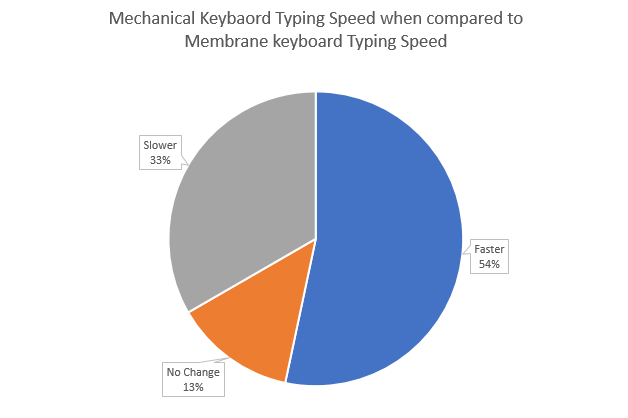 Mechanical Keybaord Typing Speed when compared to
Membrane keyboard Typing Speed
Slower
33%
Faster
54%
No Change
13%